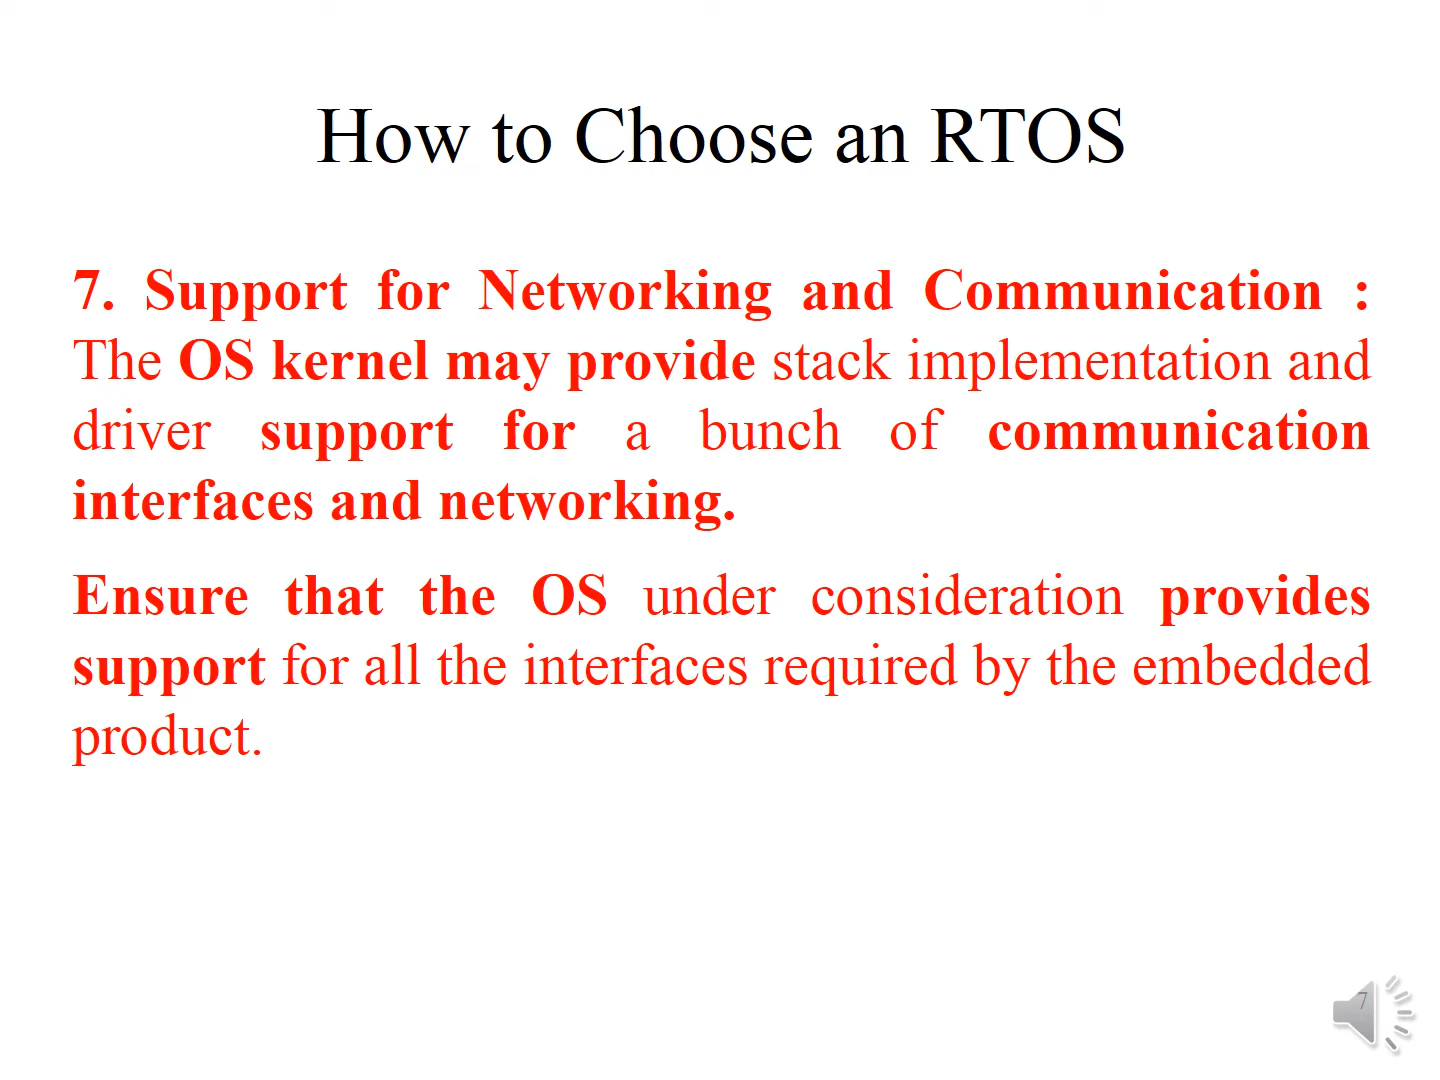 How to Choose an RTOS
7. Support for Networking and Communication :
The OS kernel may provide stack implementation and
driver support for a bunch of communication
interfaces and networking.
Ensure that the OS under consideration provides
support for all the interfaces required by the embedded
product.
7